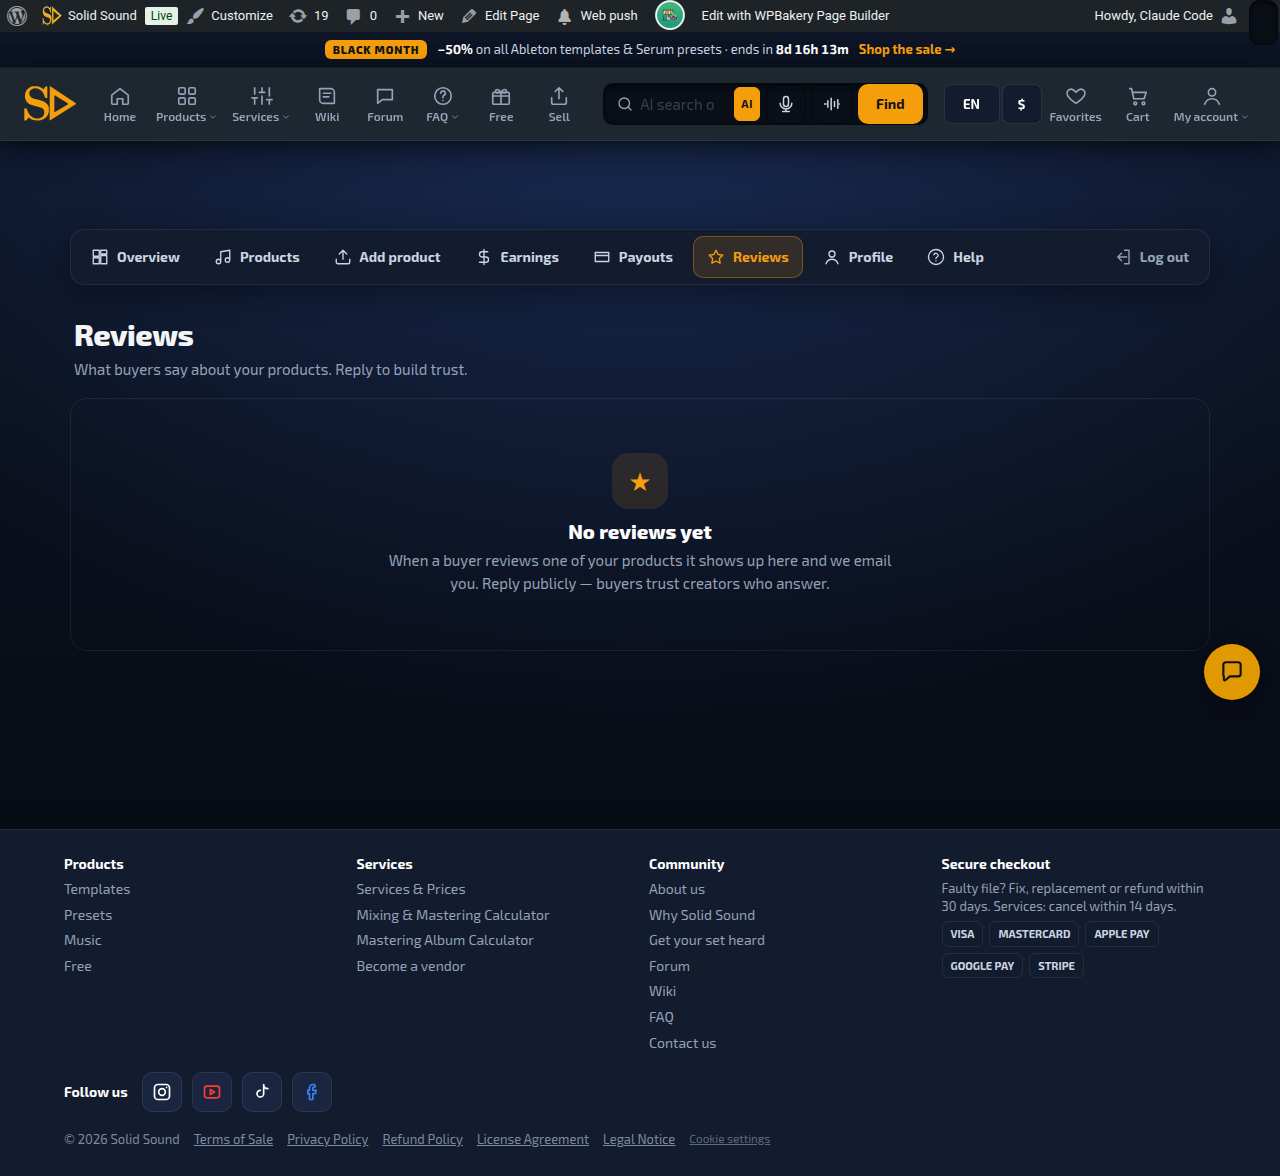 Solid Sound Live Customize 19 0 New Edit Page Web push Edit with WPBakery Page Builder Howdy, Claude Code
BLACK MONTH −50% on all Ableton templates & Serum presets · ends in 8d 16h 13m Shop the sale →
Home Products Services Wiki Forum FAQ Free Sell AI search o AI Find EN $ Favorites Cart My account
Overview Products Add product Earnings Payouts Reviews Profile Help Log out
Reviews
What buyers say about your products. Reply to build trust.
No reviews yet
When a buyer reviews one of your products it shows up here and we email
you. Reply publicly — buyers trust creators who answer.
Products
Templates
Presets
Music
Free
Services
Services & Prices
Mixing & Mastering Calculator
Mastering Album Calculator
Become a vendor
Community
About us
Why Solid Sound
Get your set heard
Forum
Wiki
FAQ
Contact us
Secure checkout
Faulty file? Fix, replacement or refund within
30 days. Services: cancel within 14 days.
VISA MASTERCARD APPLE PAY
GOOGLE PAY STRIPE
Follow us
© 2026 Solid Sound Terms of Sale Privacy Policy Refund Policy License Agreement Legal Notice Cookie settings